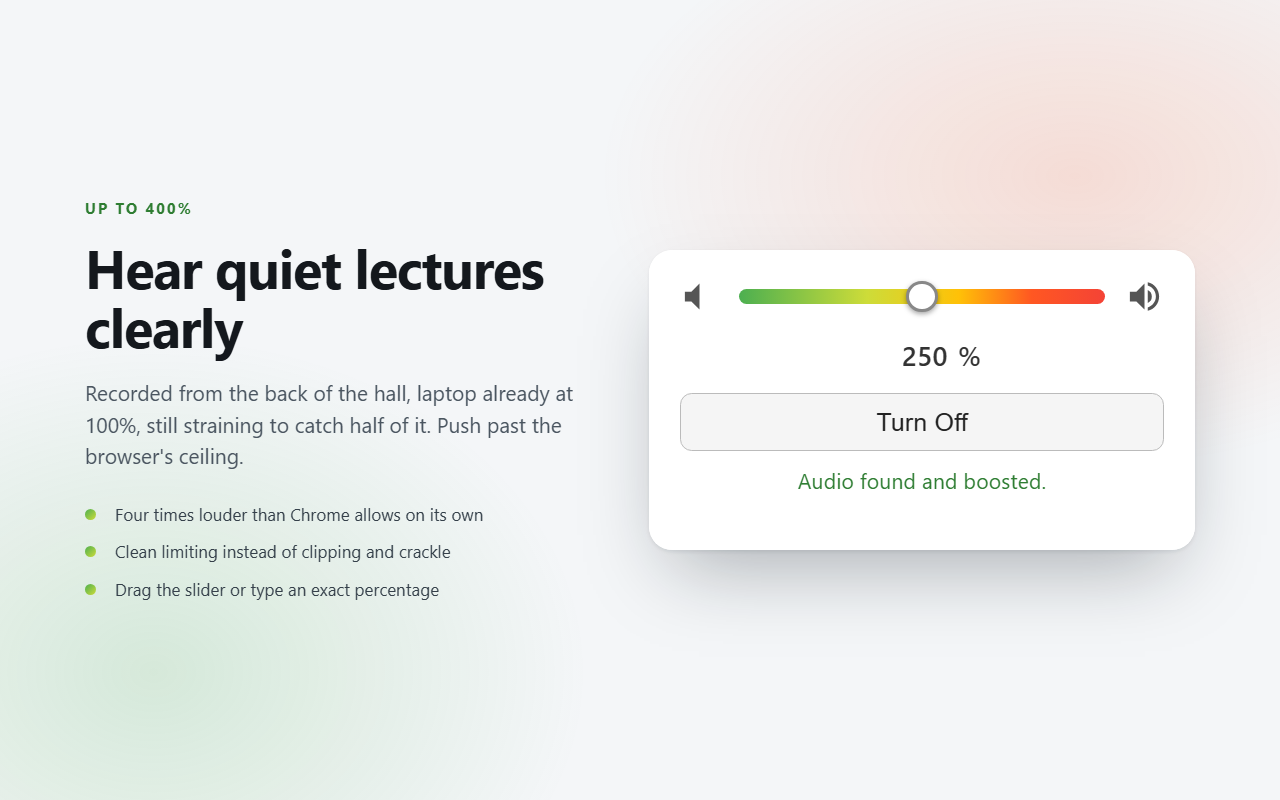 UP TO 400%
Hear quiet lectures
clearly
Recorded from the back of the hall, laptop already at
100%, still straining to catch half of it. Push past the
browser's ceiling.
Four times louder than Chrome allows on its own
Clean limiting instead of clipping and crackle
Drag the slider or type an exact percentage
250 %
Turn Off
Audio found and boosted.